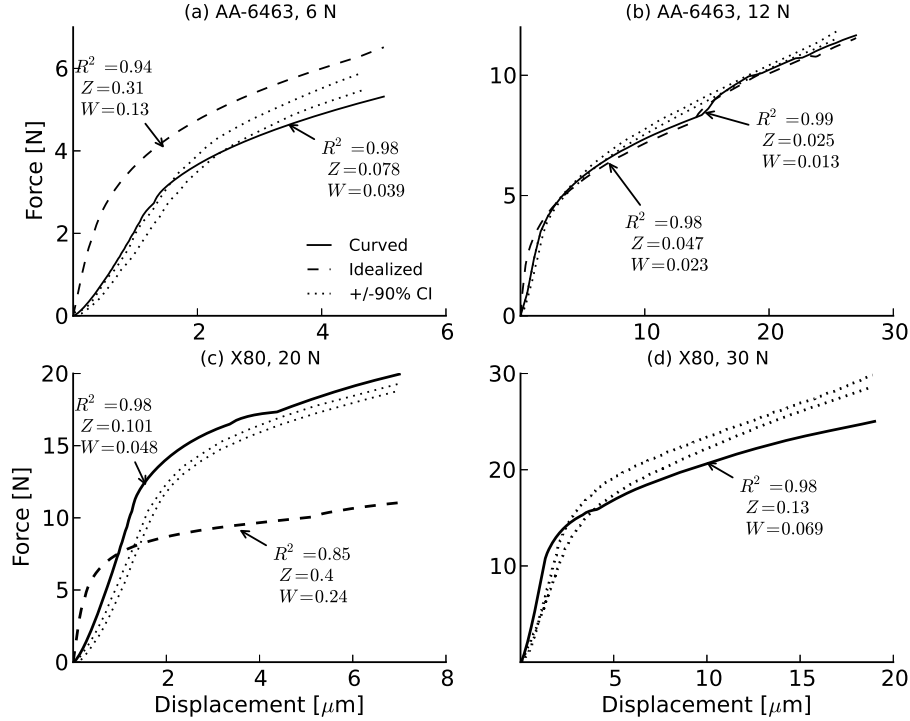 (a) AA-6463, 6 N
Force [N]
6
4
2
0
R² =0.94
Z=0.31
W=0.13
R² =0.98
Z=0.078
W=0.039
Curved
Idealized
+/-90% CI
2
4
6
(b) AA-6463, 12 N
10
5
0
R² =0.99
Z=0.025
W=0.013
R² =0.98
Z=0.047
W=0.023
10
20
30
(c) X80, 20 N
Force [N]
20
15
10
5
0
R² =0.98
Z=0.101
W=0.048
R² =0.85
Z=0.4
W=0.24
2
4
6
8
Displacement [μm]
(d) X80, 30 N
30
20
10
R² =0.98
Z=0.13
W=0.069
5
10
15
20
Displacement [μm]